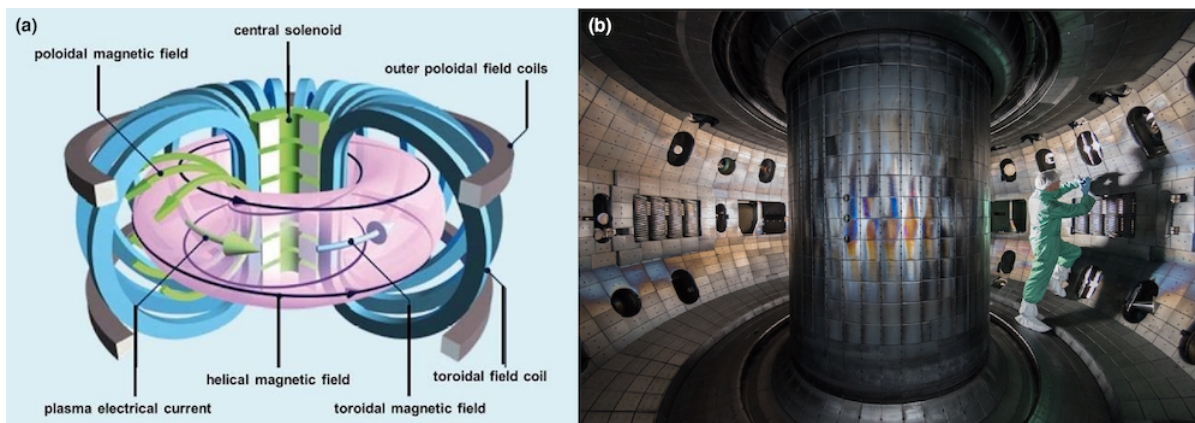 (a)
central solenoid
poloidal magnetic field
outer poloidal field coils
helical magnetic field
toroidal field coil
plasma electrical current
toroidal magnetic field
(b)